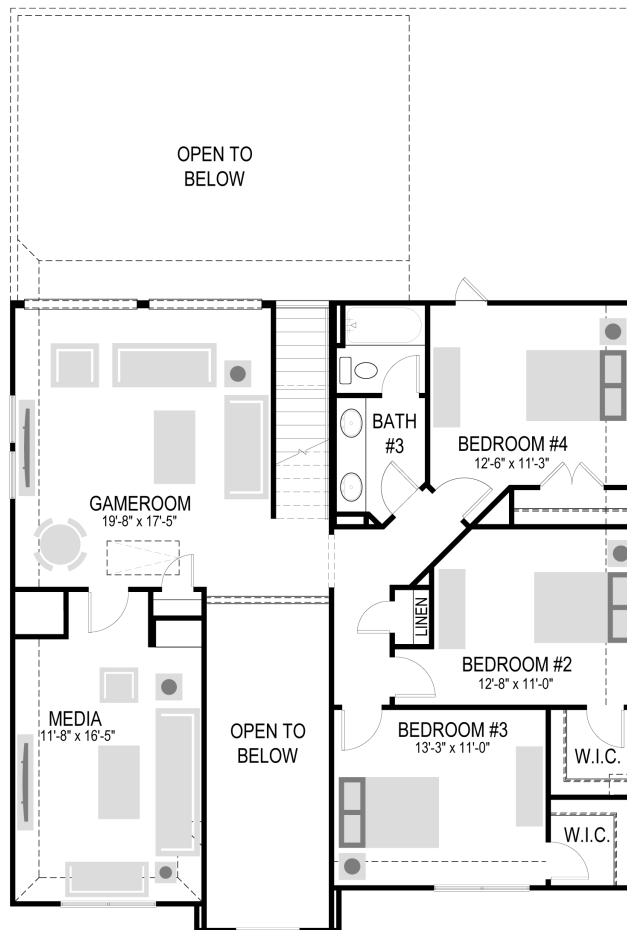 OPEN TO
BELOW
BATH
#3
BEDROOM #4
12'-6" x 11'-3"
GAMEROOM
19'-8" x 17'-5"
LINEN
BEDROOM #2
12'-8" x 11'-0"
MEDIA
11'-8" x 16'-5"
OPEN TO
BELOW
BEDROOM #3
13'-3" x 11'-0"
W.I.C.
W.I.C.